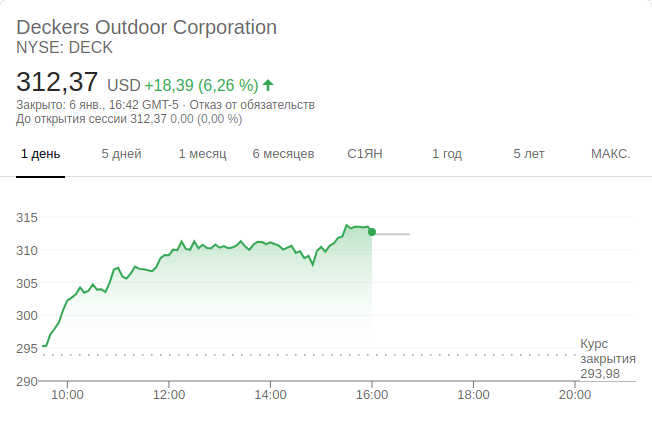 Deckers Outdoor Corporation
NYSE: DECK
312,37 USD +18,39 (6,26 %)
Закрыто: 6 янв., 16:42 GMT-5 · Отказ от обязательств
До открытия сессии 312,37 0,00 (0,00 %)
1 день 5 дней 1 месяц 6 месяцев С1ЯН 1 год 5 лет МАКС.
315
310
305
300
295
290
Курс
закрытия
293,98
10:00 12:00 14:00 16:00 18:00 20:00